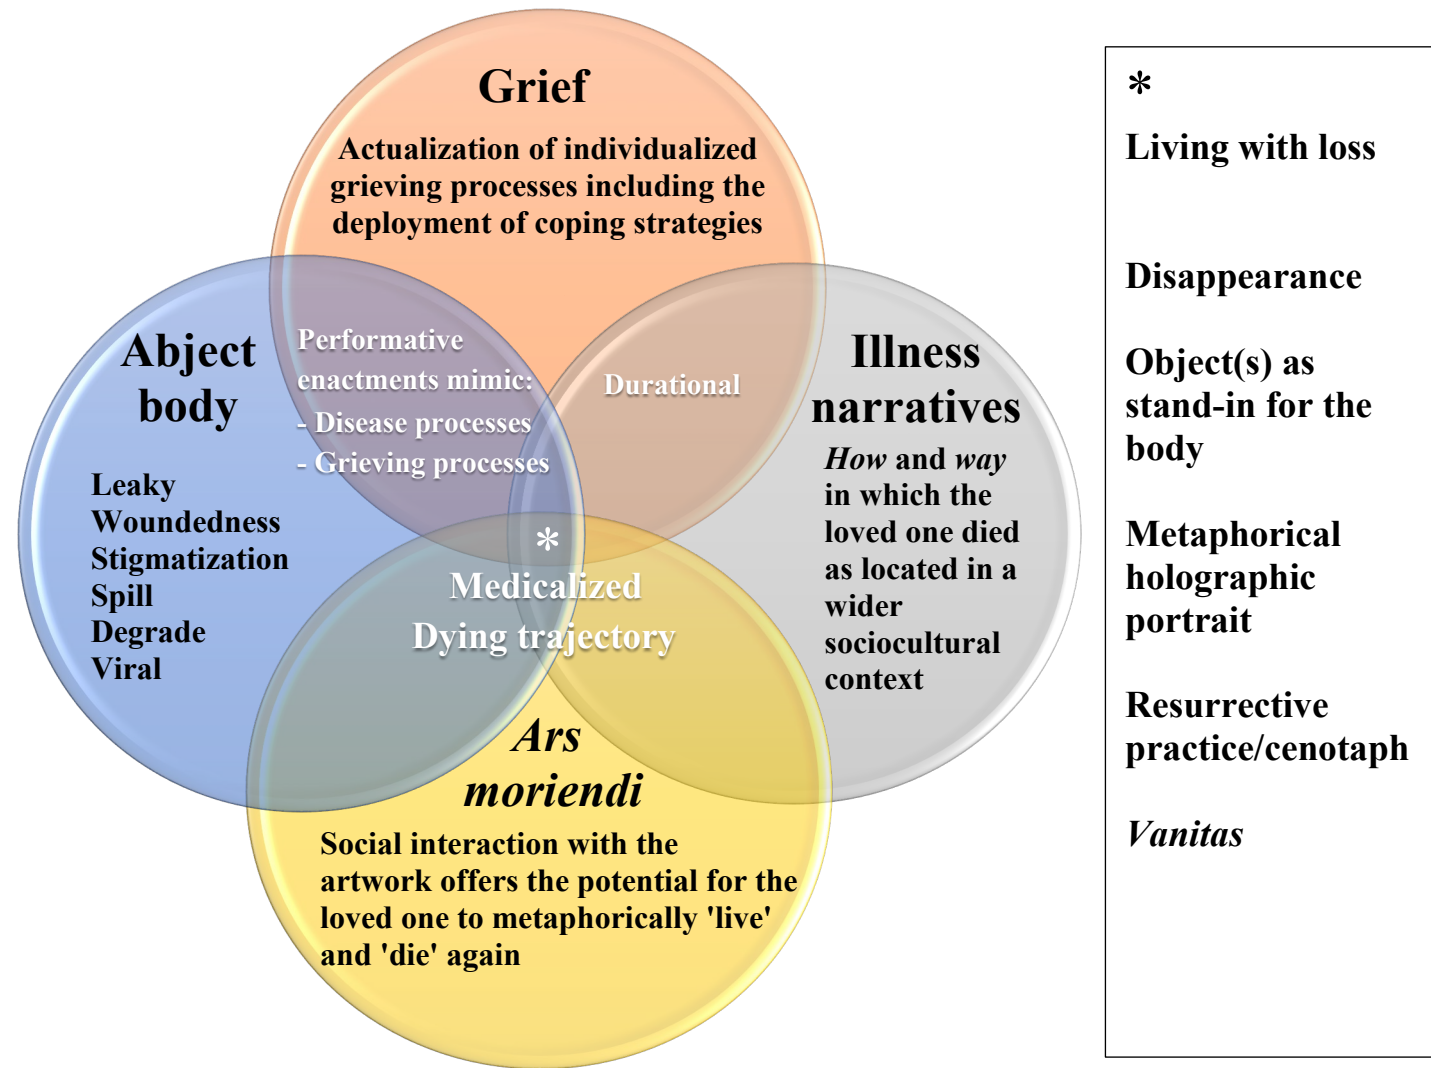 Grief
Actualization of individualized
grieving processes including the
deployment of coping strategies
Abject
body
Leaky
Woundedness
Stigmatization
Spill
Degrade
Viral
Performative
enactments mimic:
- Disease processes
- Grieving processes
Durational
Illness
narratives
How and way
in which the
loved one died
as located in a
wider
sociocultural
context
*
Medicalized
Dying trajectory
Ars
moriendi
Social interaction with the
artwork offers the potential for the
loved one to metaphorically 'live'
and 'die' again
*
Living with loss
Disappearance
Object(s) as
stand-in for the
body
Metaphorical
holographic
portrait
Resurrective
practice/cenotaph
Vanitas